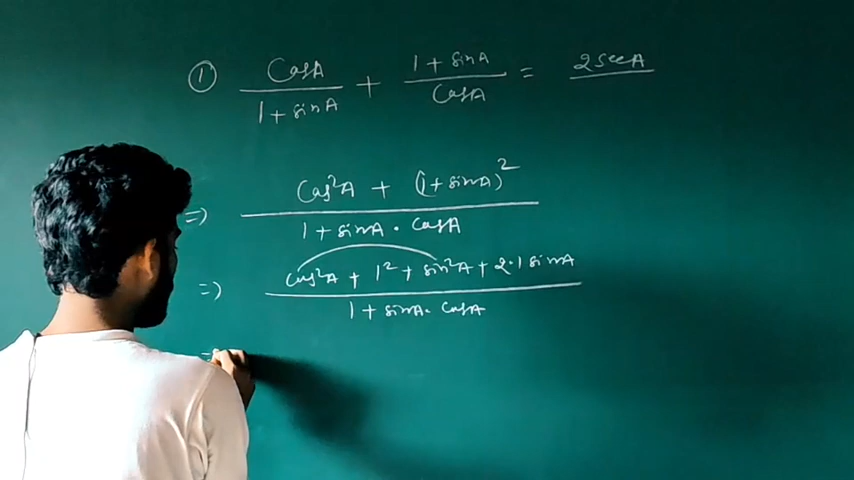 ① CosA / 1 + sinA + 1 + sinA / CosA = 2 secA
=) Cos²A + (1 + sinA)² / 1 + sinA · CosA
=) Cos²A + 1² + sin²A + 2·1 sinA / 1 + sinA · CosA